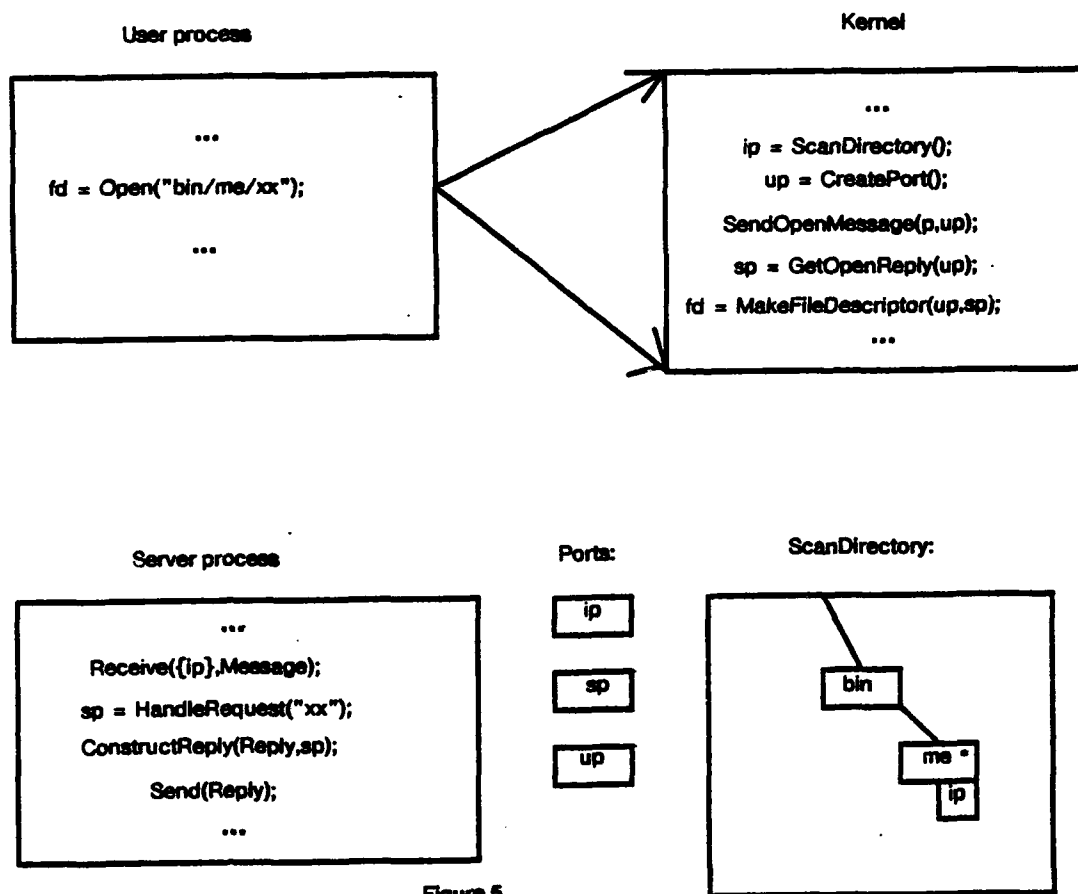 User process
...
fd = Open("bin/me/xx");
...
Kernel
...
ip = ScanDirectory();
up = CreatePort();
SendOpenMessage(p,up);
sp = GetOpenReply(up);
fd = MakeFileDescriptor(up,sp);
...
Server process
...
Receive({ip},Message);
sp = HandleRequest("xx");
ConstructReply(Reply,sp);
Send(Reply);
...
Ports:
ip
sp
up
ScanDirectory:
bin
me *
ip
Figure 5